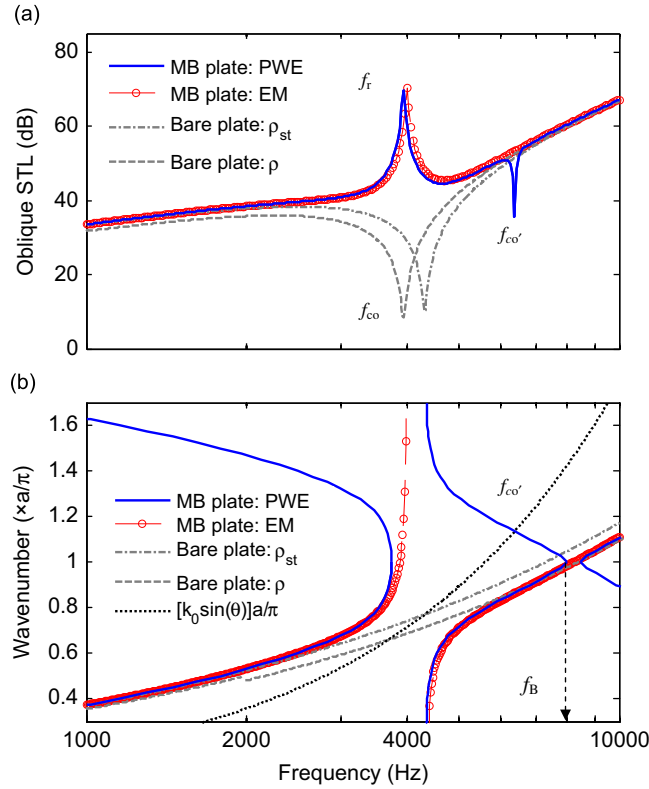 (a)
80
60
40
20
0
Oblique STL (dB)
MB plate: PWE
MB plate: EM
Bare plate: ρst
Bare plate: ρ
fr
fco
fco'
(b)
1.6
1.4
1.2
1.0
0.8
0.6
0.4
Wavenumber (×a/π)
MB plate: PWE
MB plate: EM
Bare plate: ρst
Bare plate: ρ
[k0sin(θ)]a/π
fco'
fB
1000 2000 4000 10000
Frequency (Hz)